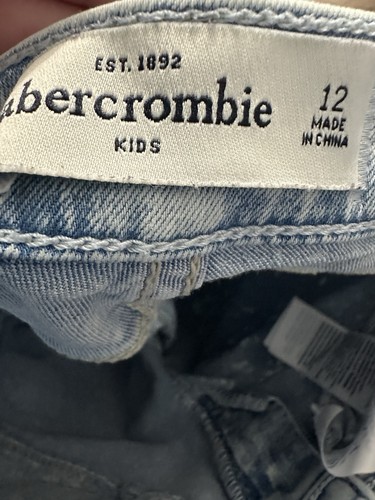 EST. 1892
abercrombie
KIDS
12
MADE
IN CHINA